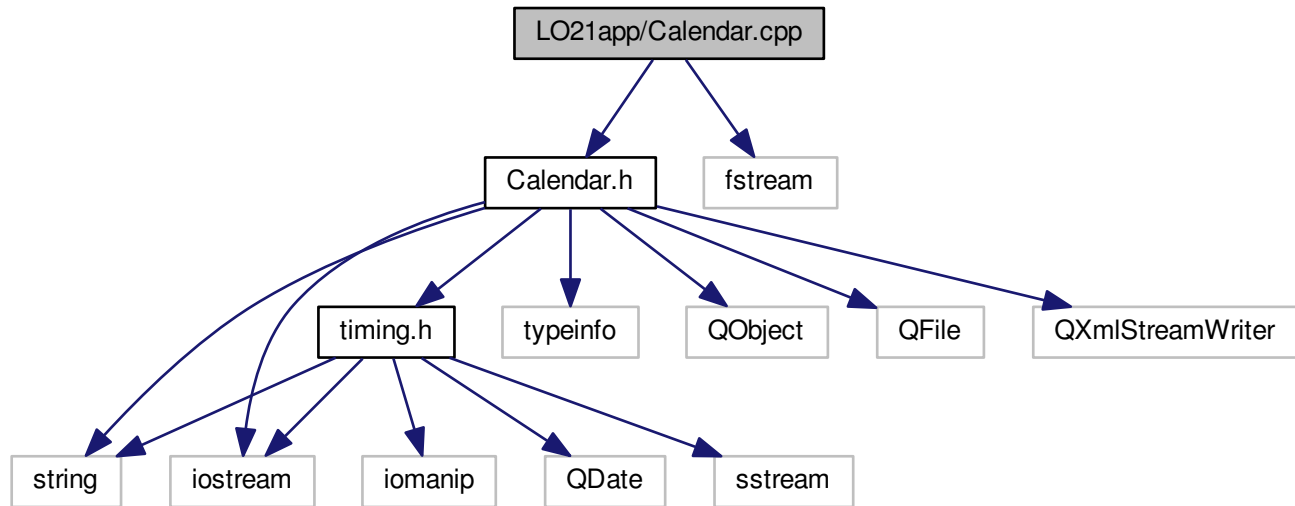 LO21app/Calendar.cpp
Calendar.h
fstream
timing.h
typeinfo
QObject
QFile
QXmlStreamWriter
string
iostream
iomanip
QDate
sstream